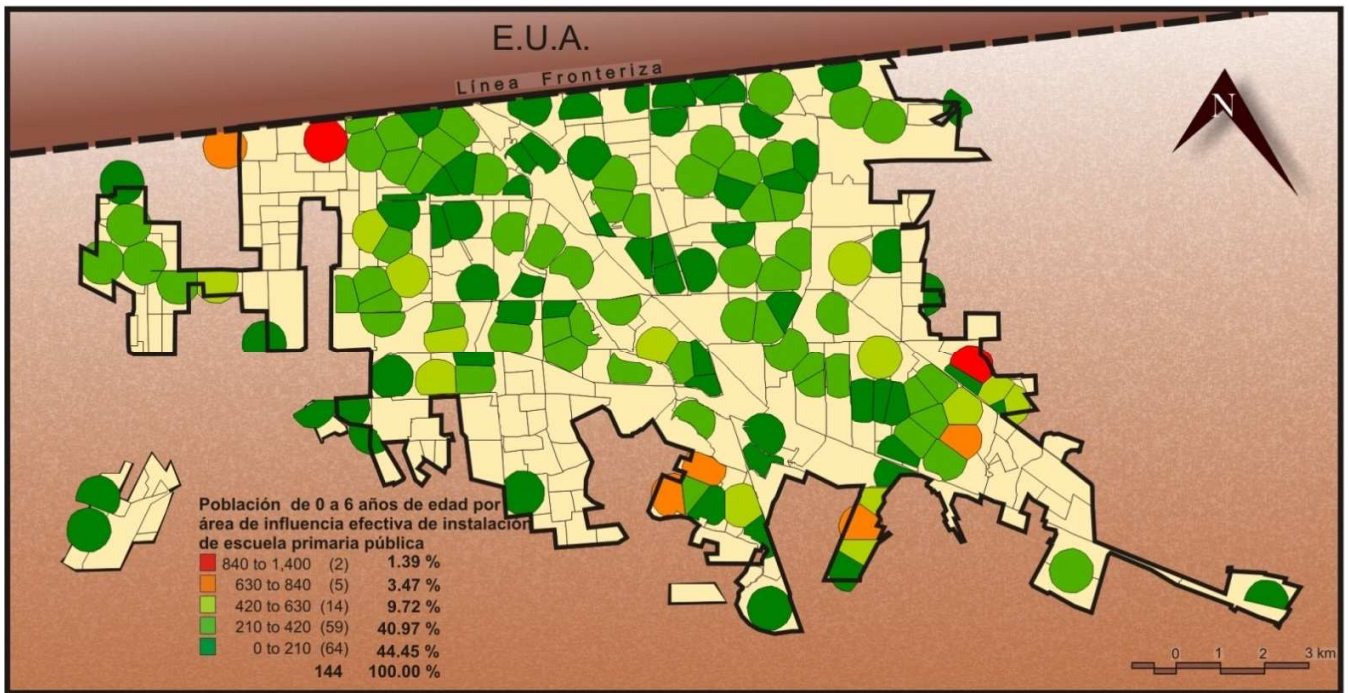 E.U.A.
Línea Fronteriza
N
Población de 0 a 6 años de edad por
área de influencia efectiva de instalación
de escuela primaria pública
840 to 1,400 (2) 1.39 %
630 to 840 (5) 3.47 %
420 to 630 (14) 9.72 %
210 to 420 (59) 40.97 %
0 to 210 (64) 44.45 %
144 100.00 %
0 1 2 3 km